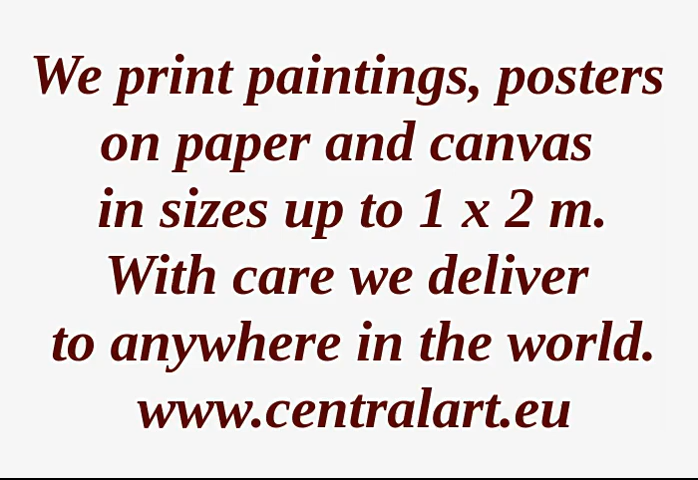 We print paintings, posters
on paper and canvas
in sizes up to 1 x 2 m.
With care we deliver
to anywhere in the world.
www.centralart.eu